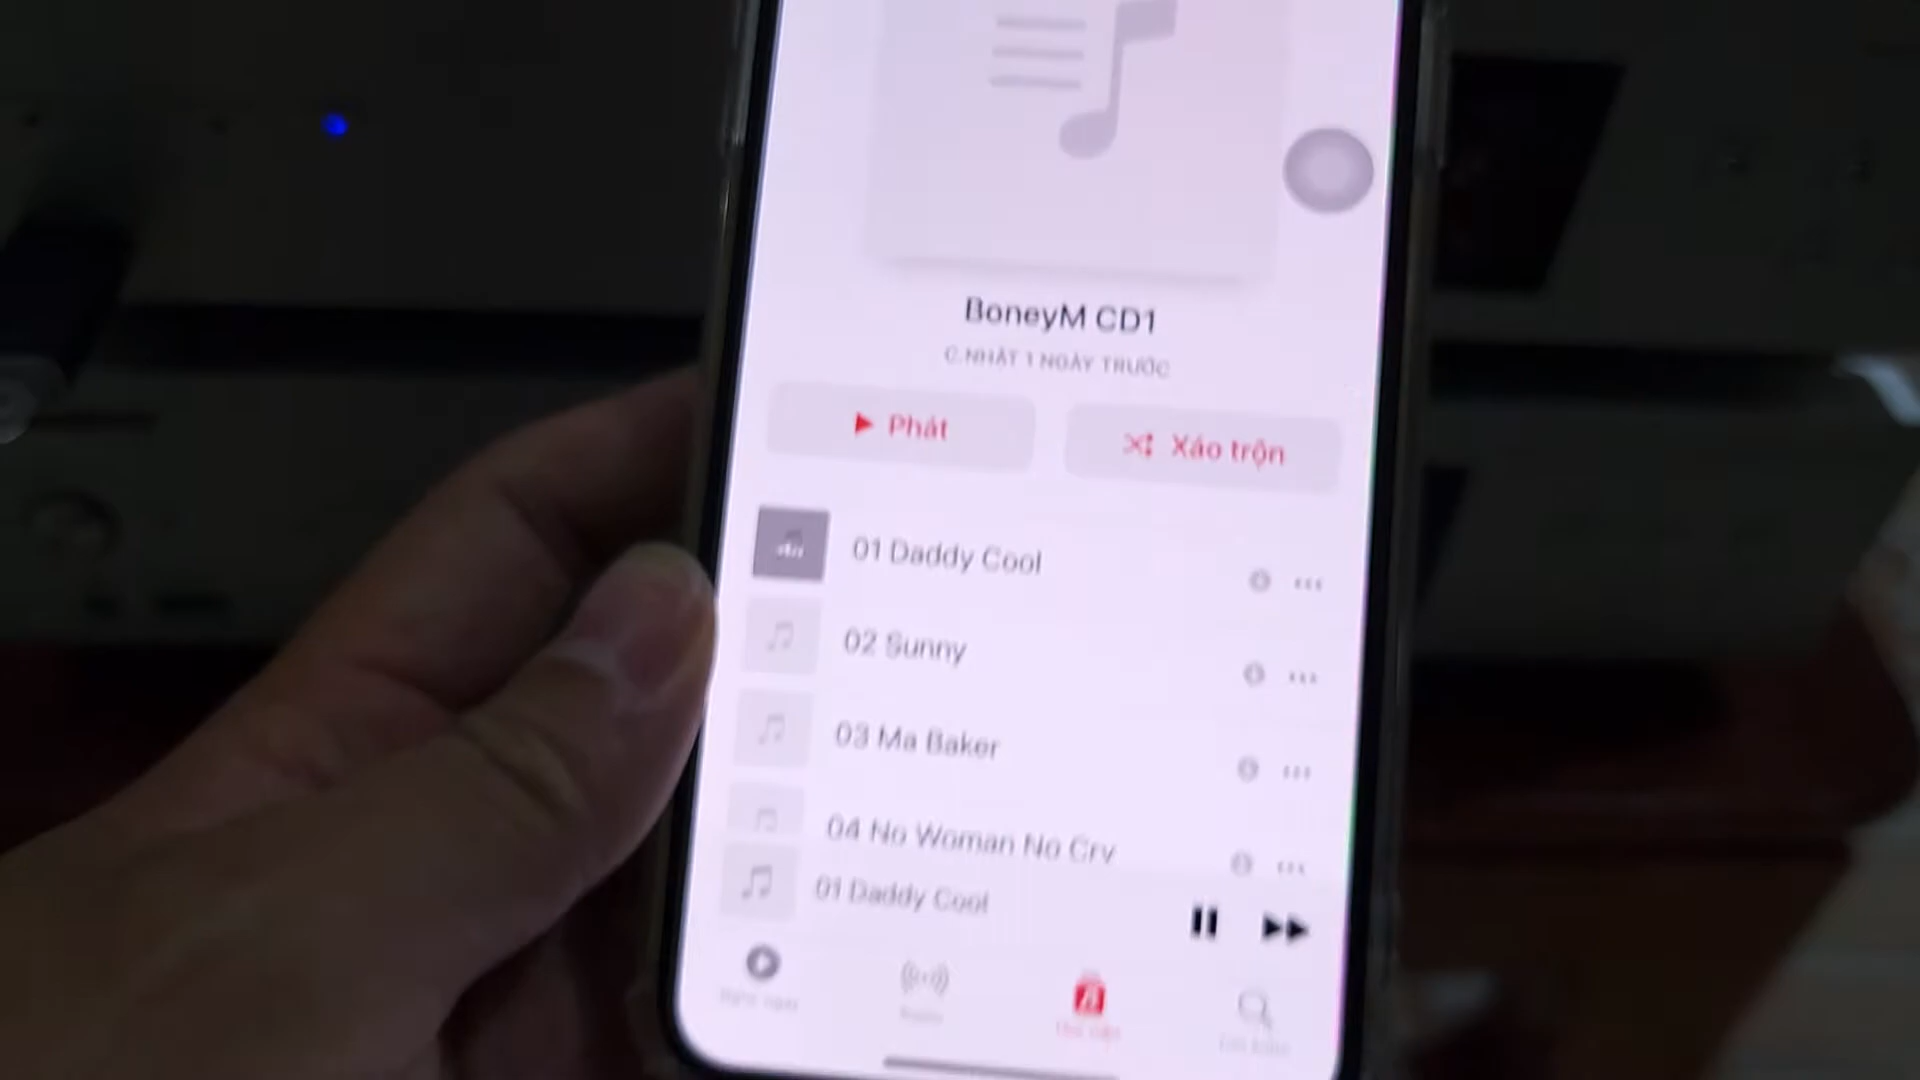 BoneyM CD1
C.NHẬT 1 NGÀY TRƯỚC
Phát
Xáo trộn
01 Daddy Cool
02 Sunny
03 Ma Baker
04 No Woman No Cry
01 Daddy Cool